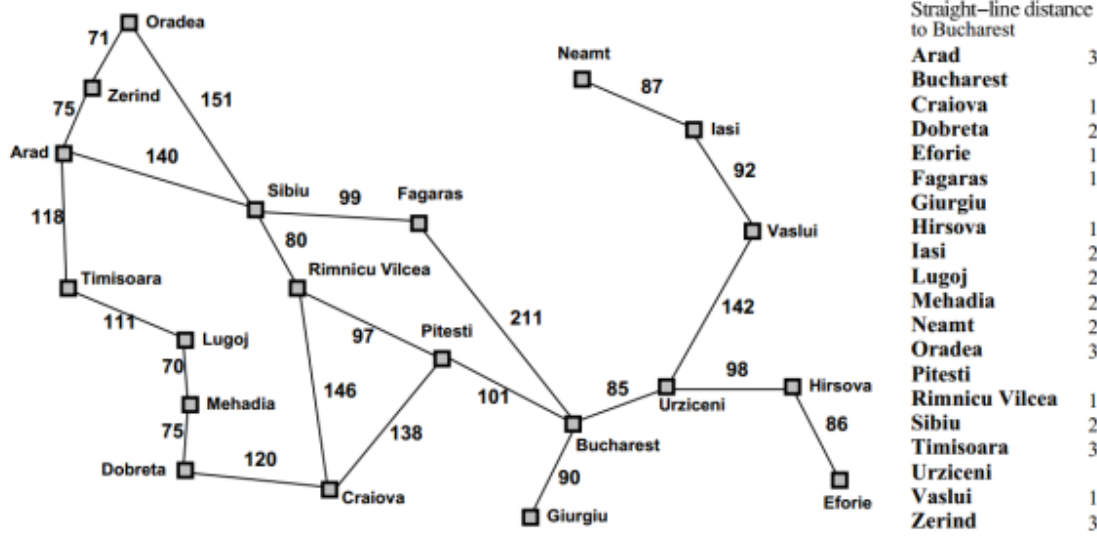 Oradea
71
Zerind
75
151
Arad
140
118
Sibiu
99
Fagaras
80
Timisoara
Rimnicu Vilcea
111
Lugoj
97
Pitesti
211
70
Mehadia
146
101
75
138
Dobreta
120
Craiova
Bucharest
90
Giurgiu
85
Urziceni
98
Hirsova
86
Eforie
142
Vaslui
92
Iasi
87
Neamt
Straight–line distance
to Bucharest
Arad 3
Bucharest
Craiova 1
Dobreta 2
Eforie 1
Fagaras 1
Giurgiu
Hirsova 1
Iasi 2
Lugoj 2
Mehadia 2
Neamt 2
Oradea 3
Pitesti
Rimnicu Vilcea 1
Sibiu 2
Timisoara 3
Urziceni
Vaslui 1
Zerind 3